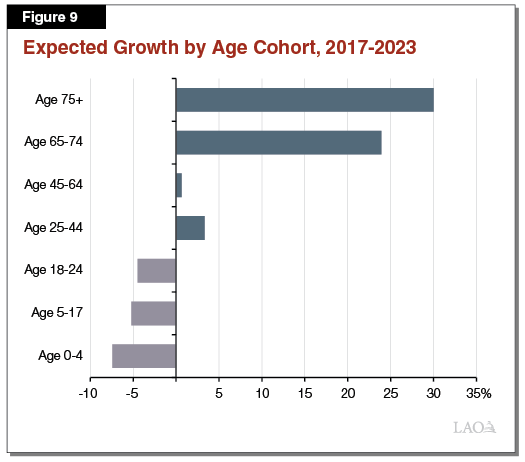 Figure 9
Expected Growth by Age Cohort, 2017-2023
Age 75+
Age 65-74
Age 45-64
Age 25-44
Age 18-24
Age 5-17
Age 0-4
-10 -5 5 10 15 20 25 30 35%
LAO